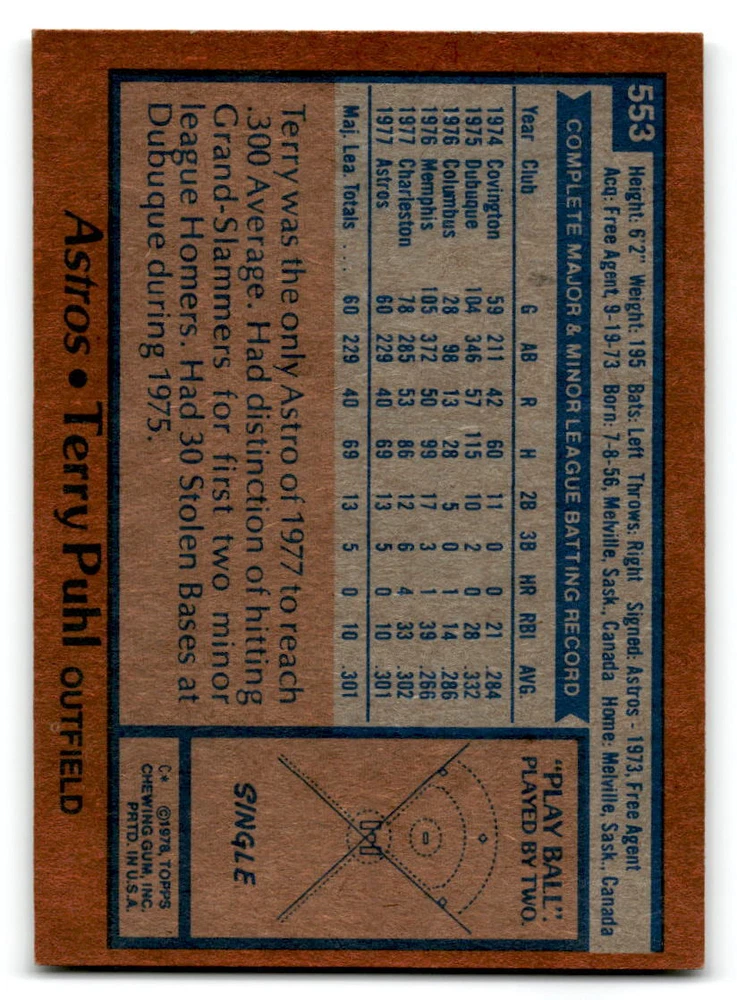 553
Height: 6'2" Weight: 195 Bats: Left Throws: Right Signed: Astros - 1973, Free Agent
Acq: Free Agent, 9-19-73 Born: 7-8-56, Melville, Sask., Canada Home: Melville, Sask., Canada
COMPLETE MAJOR & MINOR LEAGUE BATTING RECORD
Year Club G AB R H 2B 3B HR RBI AVG.
1974 Covington 59 211 42 60 11 0 0 21 .284
1975 Dubuque 104 346 57 115 10 2 0 28 .332
1976 Columbus 28 98 13 28 5 0 1 14 .286
1976 Memphis 105 372 50 99 17 3 1 39 .266
1977 Charleston 78 285 53 86 12 6 4 33 .302
1977 Astros 60 229 40 69 13 5 0 10 .301
Maj. Lea. Totals .... 60 229 40 69 13 5 0 10 .301
Terry was the only Astro of 1977 to reach
.300 Average. Had distinction of hitting
Grand-Slammers for first two minor
league Homers. Had 30 Stolen Bases at
Dubuque during 1975.
"PLAY BALL":
PLAYED BY TWO.
SINGLE
C* ©1978, TOPPS
CHEWING GUM, INC.
PRTD. IN U.S.A.
Astros • Terry Puhl OUTFIELD